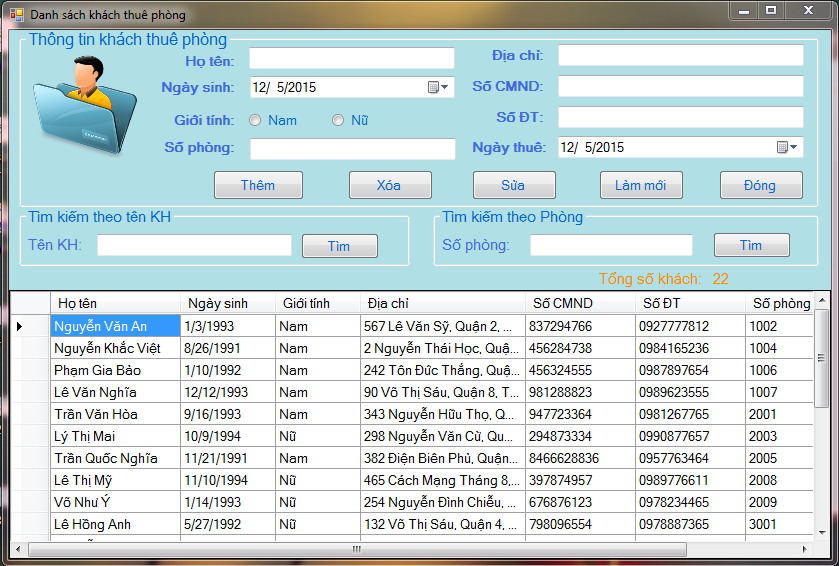 Danh sách khách thuê phòng
Thông tin khách thuê phòng
Họ tên:
Địa chỉ:
Ngày sinh: 12/ 5/2015
Số CMND:
Giới tính: Nam Nữ
Số ĐT:
Số phòng:
Ngày thuê: 12/ 5/2015
Thêm Xóa Sửa Làm mới Đóng
Tìm kiếm theo tên KH
Tên KH: Tìm
Tìm kiếm theo Phòng
Số phòng: Tìm
Tổng số khách: 22
Họ tên Ngày sinh Giới tính Địa chỉ Số CMND Số ĐT Số phòng
Nguyễn Văn An 1/3/1993 Nam 567 Lê Văn Sỹ, Quận 2, ... 837294766 0927777812 1002
Nguyễn Khắc Việt 8/26/1991 Nam 2 Nguyễn Thái Học, Quậ... 456284738 0984165236 1004
Phạm Gia Bảo 1/10/1992 Nam 242 Tôn Đức Thắng, Quậ... 456324555 0987897654 1006
Lê Văn Nghĩa 12/12/1993 Nam 90 Võ Thị Sáu, Quận 8, T... 981288823 0989623555 1007
Trần Văn Hòa 9/16/1993 Nam 343 Nguyễn Hữu Thọ, Q... 947723364 0981267765 2001
Lý Thị Mai 10/9/1994 Nữ 298 Nguyễn Văn Cừ, Qu... 294873334 0990877657 2003
Trần Quốc Nghĩa 11/21/1991 Nam 382 Điện Biên Phủ, Quận... 8466628836 0957763464 2005
Lê Thị Mỹ 11/10/1994 Nữ 465 Cách Mạng Tháng 8,... 397874957 0989776611 2008
Võ Như Ý 1/14/1993 Nữ 254 Nguyễn Đình Chiểu, ... 676876123 0978234465 2009
Lê Hồng Anh 5/27/1992 Nữ 132 Võ Thị Sáu, Quận 4, ... 798096554 0978887365 3001